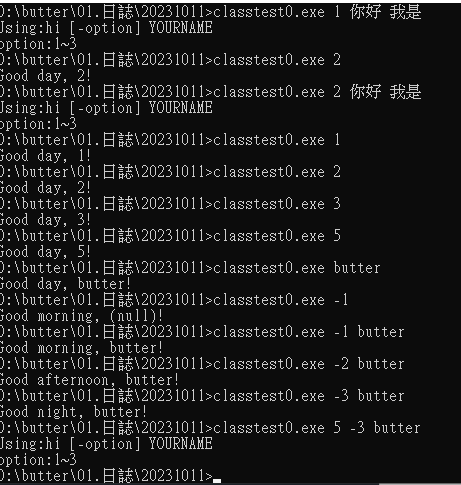 D:\butter\01.日誌\20231011>classtest0.exe 1 你好 我是
Using:hi [-option] YOURNAME
option:1~3
D:\butter\01.日誌\20231011>classtest0.exe 2
Good day, 2!
D:\butter\01.日誌\20231011>classtest0.exe 2 你好 我是
Using:hi [-option] YOURNAME
option:1~3
D:\butter\01.日誌\20231011>classtest0.exe 1
Good day, 1!
D:\butter\01.日誌\20231011>classtest0.exe 2
Good day, 2!
D:\butter\01.日誌\20231011>classtest0.exe 3
Good day, 3!
D:\butter\01.日誌\20231011>classtest0.exe 5
Good day, 5!
D:\butter\01.日誌\20231011>classtest0.exe butter
Good day, butter!
D:\butter\01.日誌\20231011>classtest0.exe -1
Good morning, (null)!
D:\butter\01.日誌\20231011>classtest0.exe -1 butter
Good morning, butter!
D:\butter\01.日誌\20231011>classtest0.exe -2 butter
Good afternoon, butter!
D:\butter\01.日誌\20231011>classtest0.exe -3 butter
Good night, butter!
D:\butter\01.日誌\20231011>classtest0.exe 5 -3 butter
Using:hi [-option] YOURNAME
option:1~3
D:\butter\01.日誌\20231011>